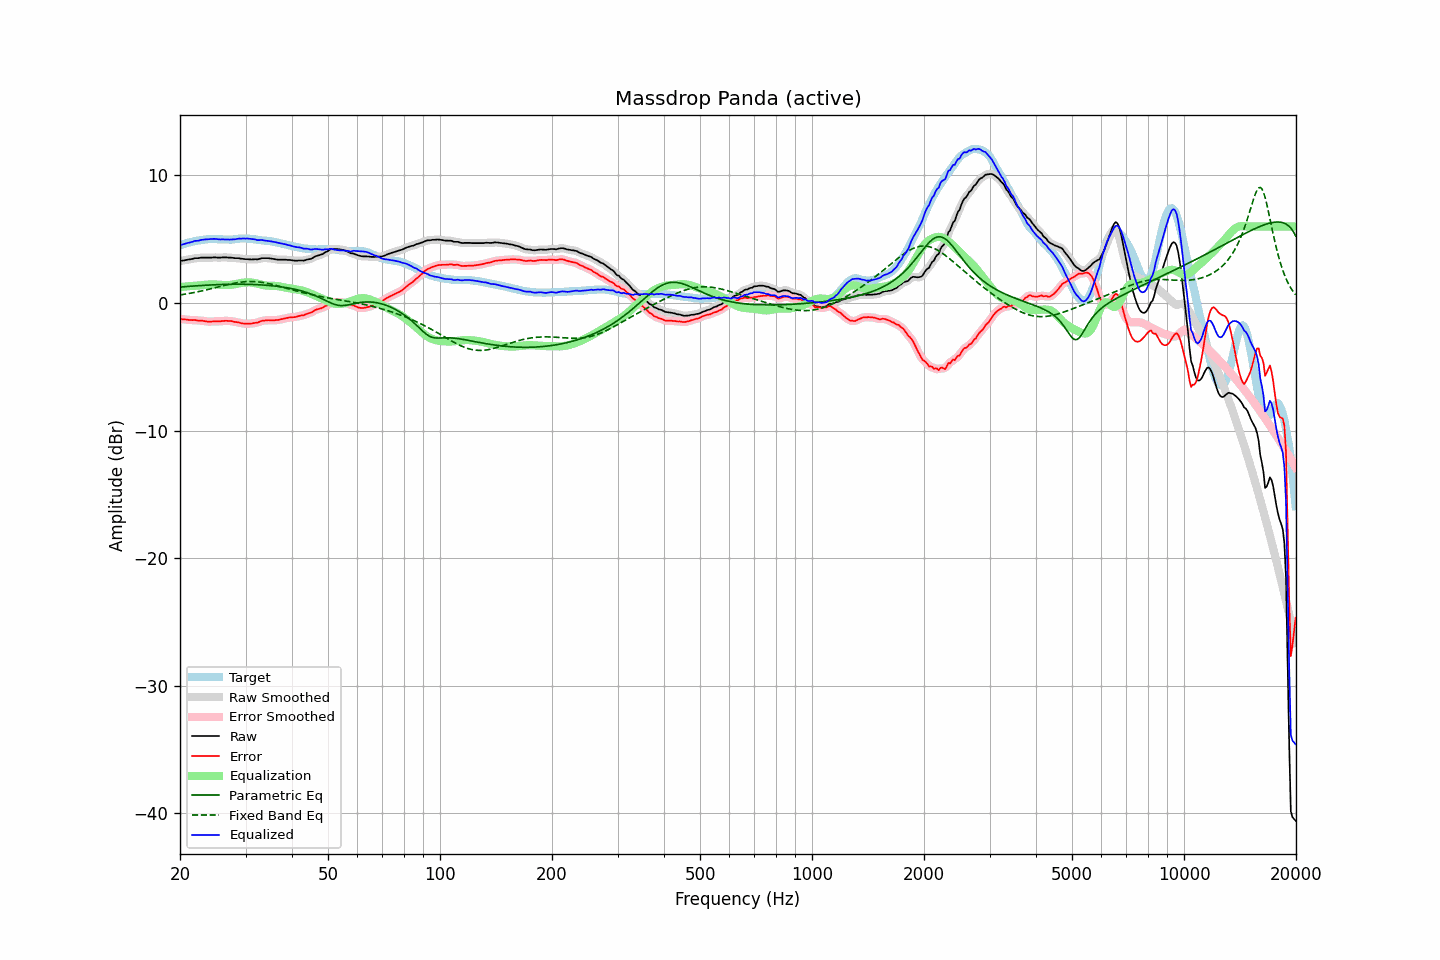 Massdrop Panda (active)
Amplitude (dBr)
10
0
−10
−20
−30
−40
Target
Raw Smoothed
Error Smoothed
Raw
Error
Equalization
Parametric Eq
Fixed Band Eq
Equalized
20 50 100 200 500 1000 2000 5000 10000 20000
Frequency (Hz)